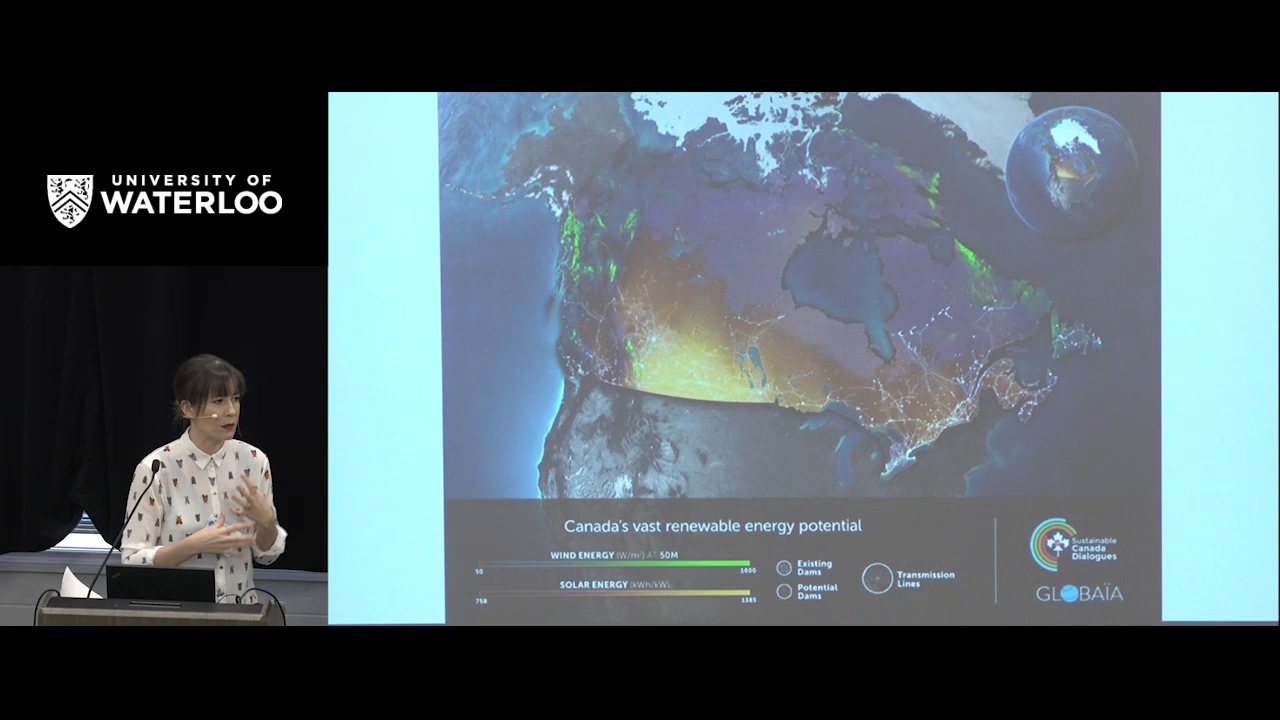 UNIVERSITY OF
WATERLOO
Canada's vast renewable energy potential
WIND ENERGY (W/m²) AT 50M
50
1600
SOLAR ENERGY (kWh/kW)
758
1385
Existing
Dams
Potential
Dams
Transmission
Lines
Sustainable
Canada
Dialogues
GLOBAÏA